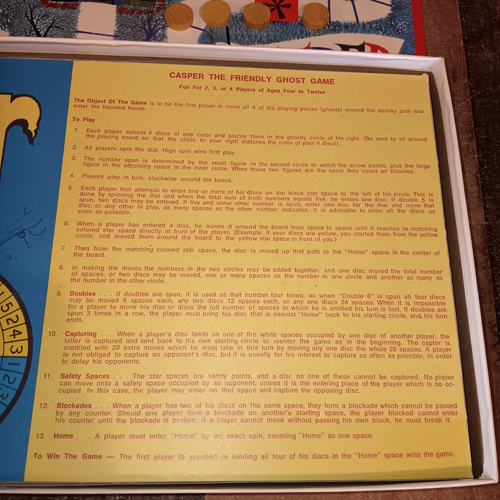 CASPER THE FRIENDLY GHOST GAME
Fun For 2, 3, or 4 Players of Ages Four to Twelve
The Object Of The Game is to be the first player to move all 4 of his playing pieces (ghosts) around the spooky path and
enter the haunted house.
To Play
1. Each player selects 4 discs of one color and places them in the ghostly circle at his right. (Be sure to sit around
the playing board so that the circle to your right matches the color of your 4 discs).
2. All players spin the dial. High spin wins first play.
3. The number spun is determined by the small figure in the second circle to which the arrow points, plus the large
figure in the adjoining space in the inner circle. When these two figures are the same they count as Doubles.
4. Players play in turn, clockwise around the board.
5. Each player first attempts to enter one or more of his discs on the black star space to the left of his circle. This is
done by spinning the dial and when the total sum of both numbers equals five, he enters one disc. If double 5 is
spun, two discs may be entered. If five and some other number is spun, enter one disc for the five and move that
disc, or any other in play, as many spaces as the other number indicates. It is advisable to enter all the discs as
soon as possible.
6. When a player has entered a disc, he moves it around the board from space to space until it reaches its matching
colored star space directly in front of the player. (Example, if your discs are yellow, you started them from the yellow
circle, and moved them around the board to the yellow star space in front of you.)
7. Then from the matching colored star space, the disc is moved up that path to the "Home" space in the center of
the board.
8. In making the moves the numbers in the two circles may be added together, and one disc moved the total number
of spaces, or two discs may be moved, one as many spaces as the number in one circle and another as many as
the number in the other circle.
9. Doubles . . . If doubles are spun, it is used as that number four times; as when "Double 6" is spun all four discs
may be moved 6 spaces each, any two discs 12 spaces each, or any one discs 24 spaces. When it is impossible
for a player to move his discs the full number of spaces to which he is entitled his turn is lost. If doubles are
spun 3 times in a row, the player must bring his disc that is nearest "Home" back to his starting circle, and his turn
ends.
10. Capturing . . . When a player's disc lands on one of the white spaces occupied by one disc of another player, the
latter is captured and sent back to his own starting circle to reenter the game as in the beginning. The captor is
credited with 20 extra moves which he must take in this turn by moving any one disc the whole 20 spaces. A player
is not obliged to capture an opponent's disc, but it is usually for his interest to capture as often as possible, in order
to delay his opponents.
11. Safety Spaces . . . The star spaces are safety points, and a disc on one of these cannot be captured. No player
can move onto a safety space occupied by an opponent, unless it is the entering place of the player which is so oc-
cupied. In this case, the player may enter on that space and capture the opposing disc.
12. Blockades . . . When a player has two of his discs on the same space, they form a blockade which cannot be passed
by any counter. Should one player form a blockade on another's starting space, the player blocked cannot enter
his counter until the blockade is broken. If a player cannot move without passing his own block, he must break it.
13. Home . . . A player must enter "Home" by an exact spin, counting "Home" as one space.
To Win The Game — The first player to succeed in landing all four of his discs in the "Home" space wins the game.